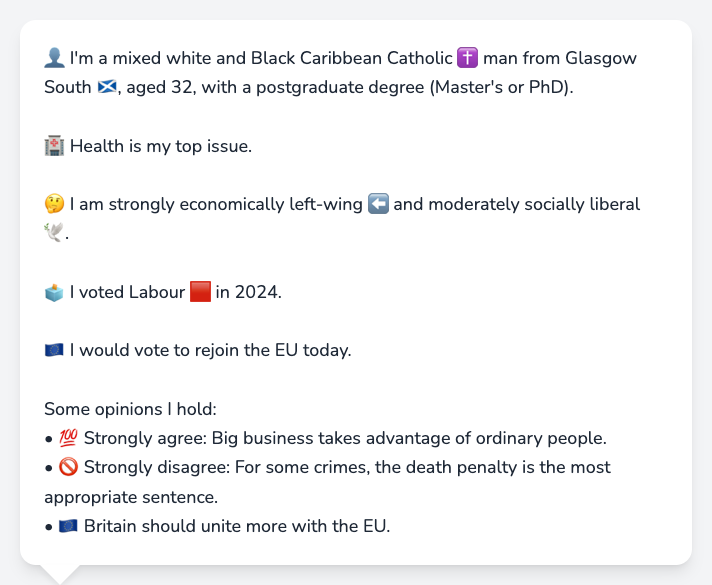 👤 I'm a mixed white and Black Caribbean Catholic ✝️ man from Glasgow
South 🏴󠁧󠁢󠁳󠁣󠁴󠁿, aged 32, with a postgraduate degree (Master's or PhD).
🏥 Health is my top issue.
🤔 I am strongly economically left-wing ⬅️ and moderately socially liberal
🕊️.
🗳️ I voted Labour 🟥 in 2024.
🇪🇺 I would vote to rejoin the EU today.
Some opinions I hold:
• 💯 Strongly agree: Big business takes advantage of ordinary people.
• 🚫 Strongly disagree: For some crimes, the death penalty is the most
appropriate sentence.
• 🇪🇺 Britain should unite more with the EU.